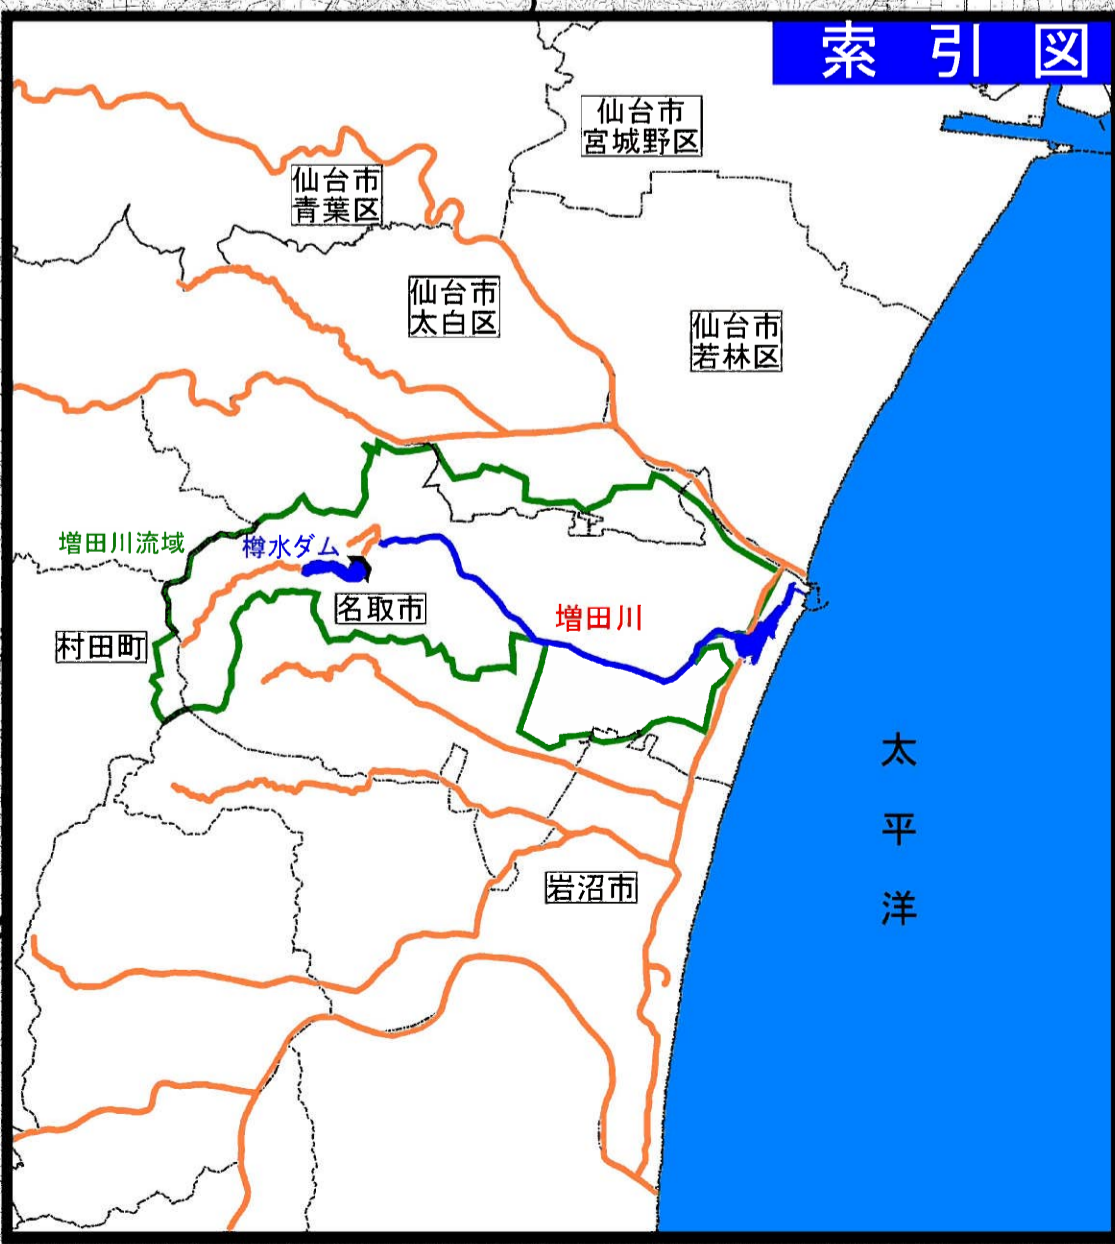 索引図
仙台市
宮城野区
仙台市
青葉区
仙台市
太白区
仙台市
若林区
増田川流域
樽水ダム
名取市
増田川
村田町
太平洋
岩沼市